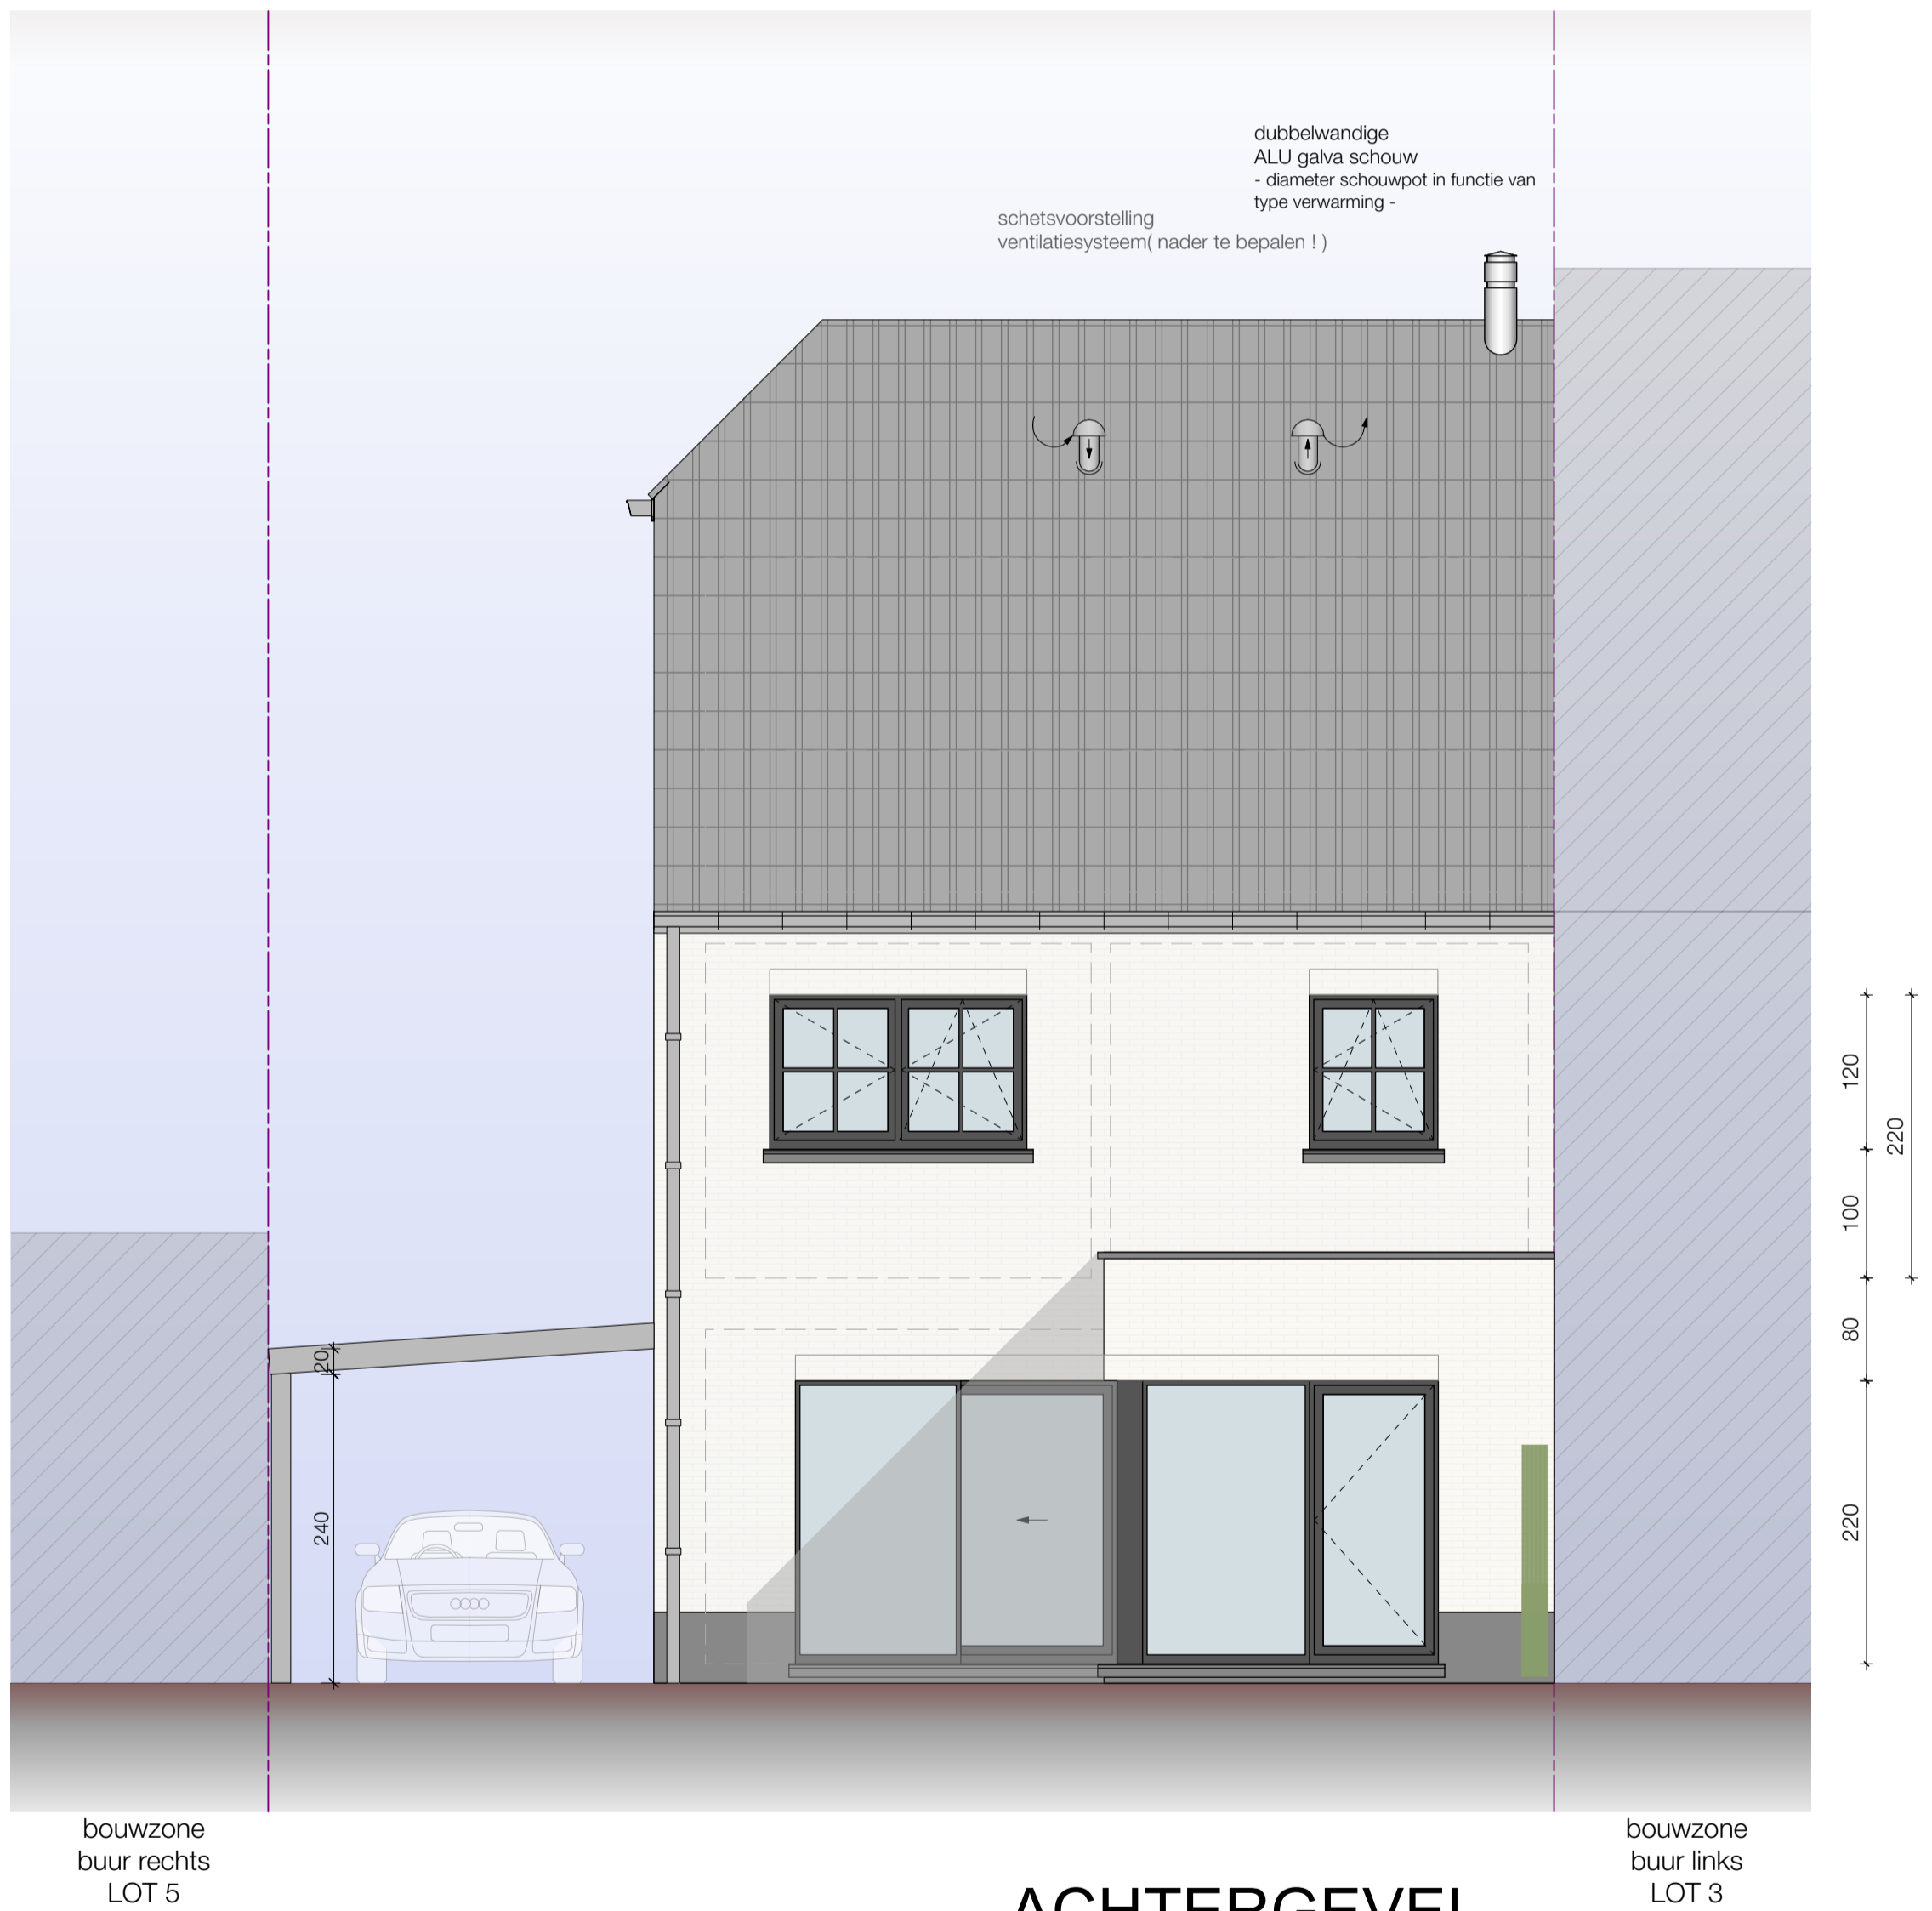 dubbelwandige
ALU galva schouw
- diameter schouwpot in functie van
type verwarming -
schetsvoorstelling
ventilatiesysteem( nader te bepalen ! )
120
220
100
80
20
240
220
bouwzone
buur rechts
LOT 5
bouwzone
buur links
LOT 3
ACHTERGEVEL